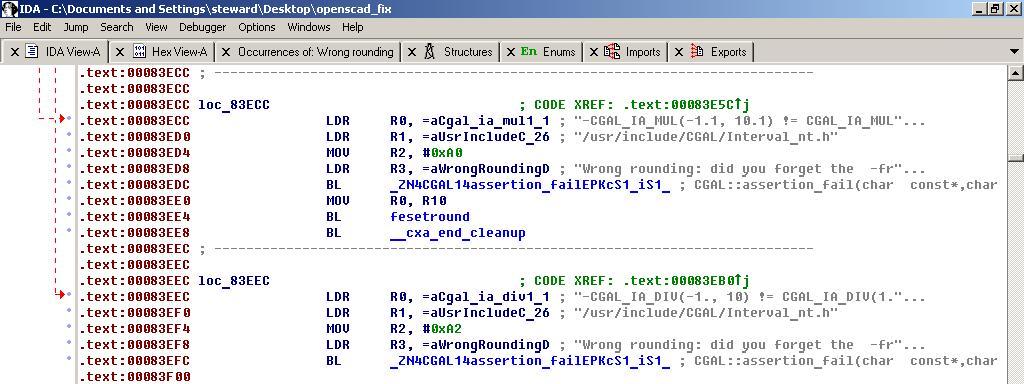 IDA - C:\Documents and Settings\steward\Desktop\openscad_fix
File Edit Jump Search View Debugger Options Windows Help
IDA View-A Hex View-A Occurrences of: Wrong rounding Structures En Enums Imports Exports
.text:00083ECC ; ---------------------------------------------------------------------------
.text:00083ECC
.text:00083ECC loc_83ECC ; CODE XREF: .text:00083E5C↑j
.text:00083ECC LDR R0, =aCgal_ia_mul1_1 ; "-CGAL_IA_MUL(-1.1, 10.1) != CGAL_IA_MUL"...
.text:00083ED0 LDR R1, =aUsrIncludeC_26 ; "/usr/include/CGAL/Interval_nt.h"
.text:00083ED4 MOV R2, #0xA0
.text:00083ED8 LDR R3, =aWrongRoundingD ; "Wrong rounding: did you forget the -fr"...
.text:00083EDC BL _ZN4CGAL14assertion_failEPKcS1_iS1_ ; CGAL::assertion_fail(char const*,char
.text:00083EE0 MOV R0, R10
.text:00083EE4 BL fesetround
.text:00083EE8 BL __cxa_end_cleanup
.text:00083EEC ; ---------------------------------------------------------------------------
.text:00083EEC
.text:00083EEC loc_83EEC ; CODE XREF: .text:00083EB0↑j
.text:00083EEC LDR R0, =aCgal_ia_div1_1 ; "-CGAL_IA_DIV(-1., 10) != CGAL_IA_DIV(1."...
.text:00083EF0 LDR R1, =aUsrIncludeC_26 ; "/usr/include/CGAL/Interval_nt.h"
.text:00083EF4 MOV R2, #0xA2
.text:00083EF8 LDR R3, =aWrongRoundingD ; "Wrong rounding: did you forget the -fr"...
.text:00083EFC BL _ZN4CGAL14assertion_failEPKcS1_iS1_ ; CGAL::assertion_fail(char const*,char
.text:00083F00